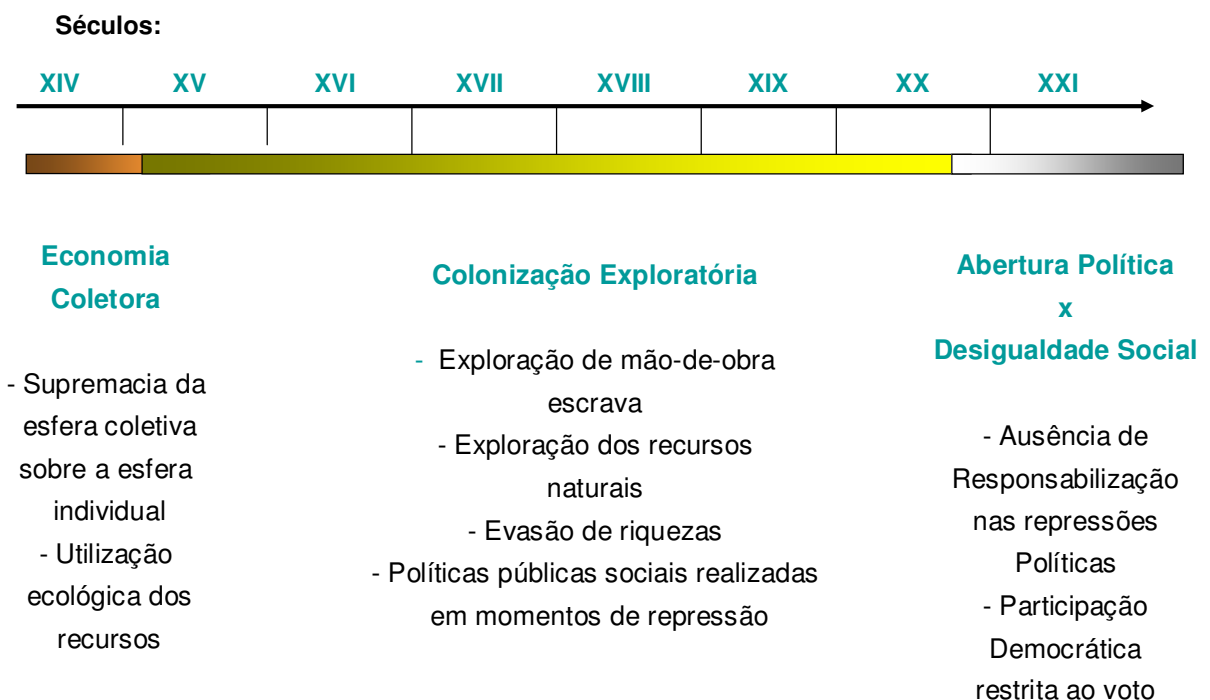 Séculos:
XIV XV XVI XVII XVIII XIX XX XXI
Economia
Coletora
- Supremacia da
esfera coletiva
sobre a esfera
individual
- Utilização
ecológica dos
recursos
Colonização Exploratória
- Exploração de mão-de-obra
escrava
- Exploração dos recursos
naturais
- Evasão de riquezas
- Políticas públicas sociais realizadas
em momentos de repressão
Abertura Política
x
Desigualdade Social
- Ausência de
Responsabilização
nas repressões
Políticas
- Participação
Democrática
restrita ao voto